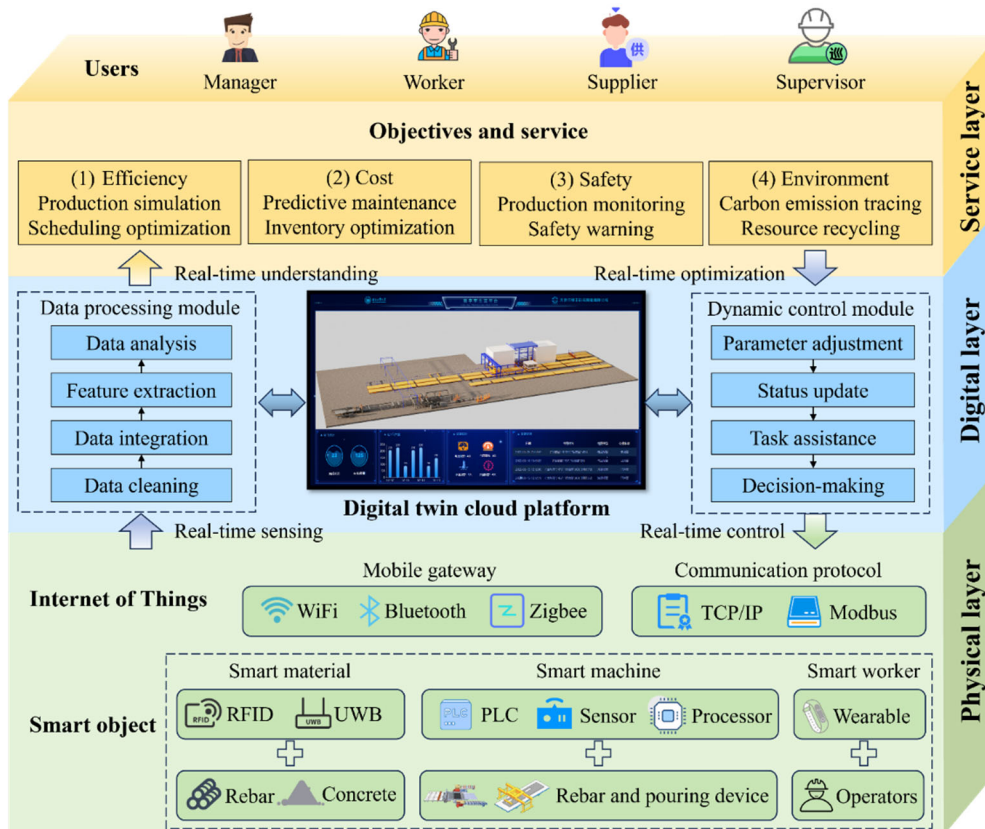 Users
Manager
Worker
供
Supplier
Supervisor
Service layer
Objectives and service
(1) Efficiency
Production simulation
Scheduling optimization
(2) Cost
Predictive maintenance
Inventory optimization
(3) Safety
Production monitoring
Safety warning
(4) Environment
Carbon emission tracing
Resource recycling
Real-time understanding
Real-time optimization
Digital layer
Data processing module
Data analysis
Feature extraction
Data integration
Data cleaning
Digital twin cloud platform
Dynamic control module
Parameter adjustment
Status update
Task assistance
Decision-making
Real-time sensing
Real-time control
Physical layer
Internet of Things
Mobile gateway
WiFi
Bluetooth
Zigbee
Communication protocol
TCP/IP
Modbus
Smart object
Smart material
RFID
RFID
UWB
UWB
Rebar
Concrete
Smart machine
PLC
PLC
Sensor
Processor
Rebar and pouring device
Smart worker
Wearable
Operators